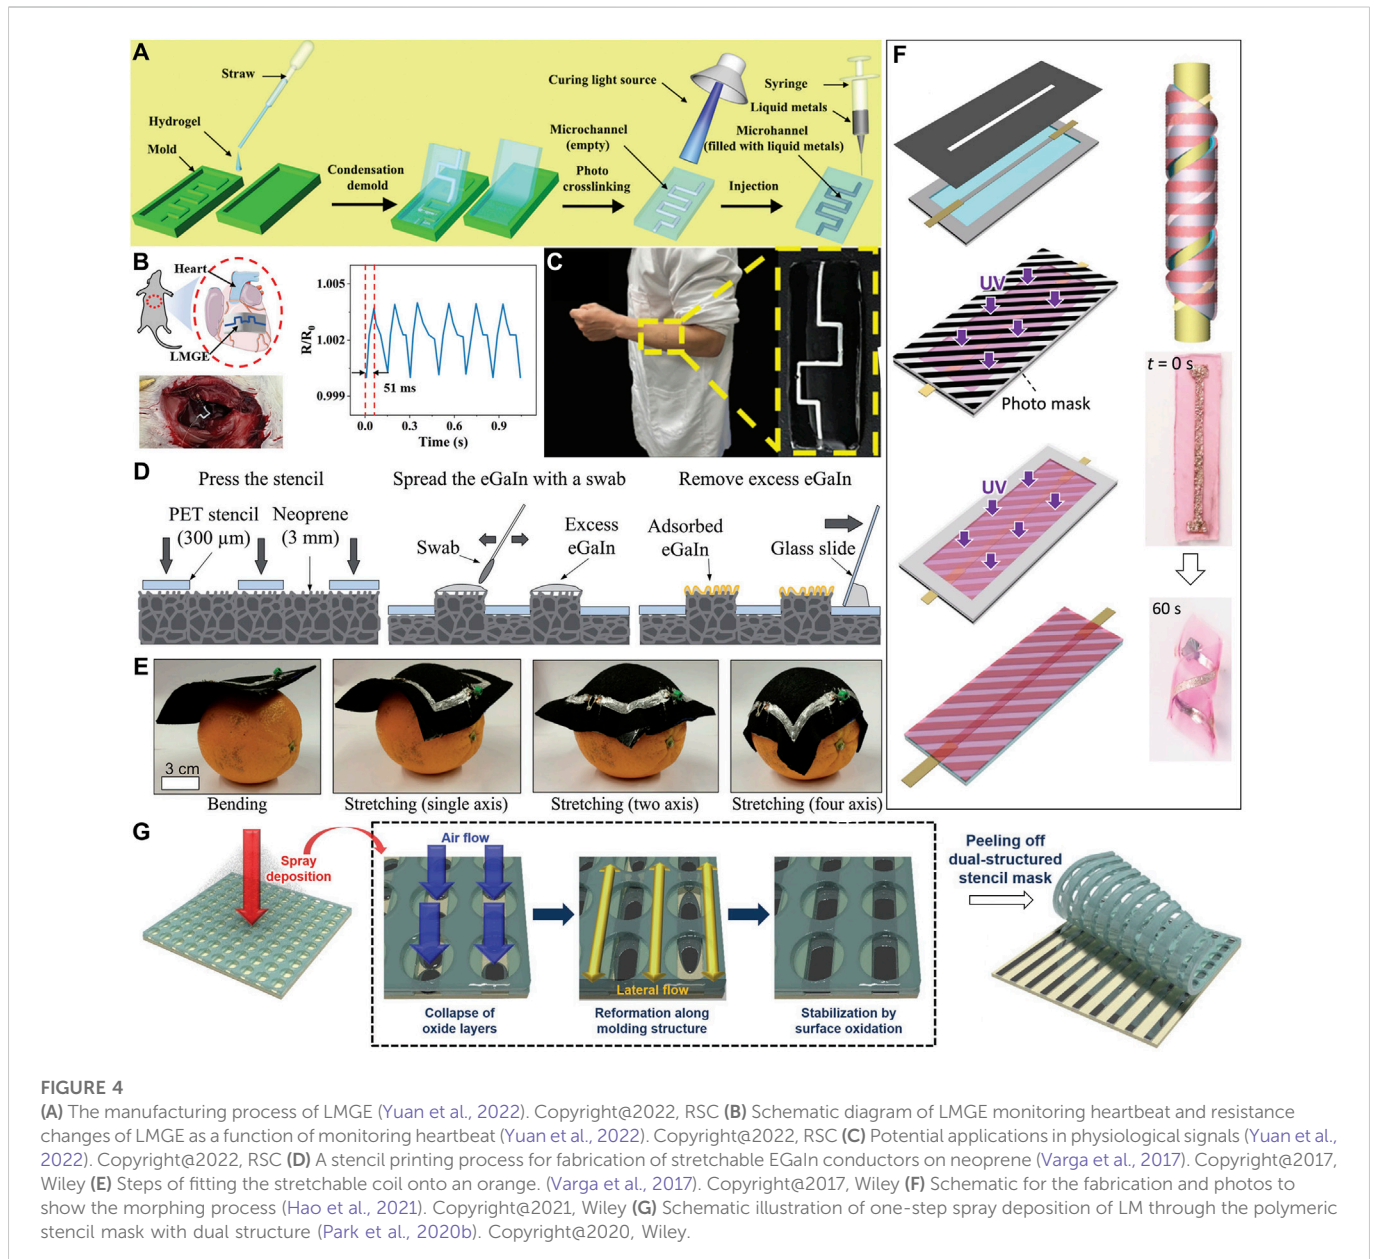 A
Straw
Hydrogel
Mold
Condensation
demold
Photo
crosslinking
Curing light source
Microchannel
(empty)
Injection
Syringe
Liquid metals
Microhannel
(filled with liquid metals)
B
Heart
LMGE
R/R0
1.005
1.002
0.999
51 ms
0.0
0.3
0.6
0.9
Time (s)
C
D
Press the stencil
PET stencil
(300 µm)
Neoprene
(3 mm)
Spread the eGaIn with a swab
Swab
Excess
eGaIn
Remove excess eGaIn
Adsorbed
eGaIn
Glass slide
E
3 cm
Bending
Stretching (single axis)
Stretching (two axis)
Stretching (four axis)
F
UV
Photo mask
UV
t = 0 s
60 s
G
Spray
deposition
Air flow
Collapse of
oxide layers
Lateral flow
Reformation along
molding structure
Stabilization by
surface oxidation
Peeling off
dual-structured
stencil mask
FIGURE 4
(A) The manufacturing process of LMGE (Yuan et al., 2022). Copyright@2022, RSC (B) Schematic diagram of LMGE monitoring heartbeat and resistance
changes of LMGE as a function of monitoring heartbeat (Yuan et al., 2022). Copyright@2022, RSC (C) Potential applications in physiological signals (Yuan et al.,
2022). Copyright@2022, RSC (D) A stencil printing process for fabrication of stretchable EGaIn conductors on neoprene (Varga et al., 2017). Copyright@2017,
Wiley (E) Steps of fitting the stretchable coil onto an orange. (Varga et al., 2017). Copyright@2017, Wiley (F) Schematic for the fabrication and photos to
show the morphing process (Hao et al., 2021). Copyright@2021, Wiley (G) Schematic illustration of one-step spray deposition of LM through the polymeric
stencil mask with dual structure (Park et al., 2020b). Copyright@2020, Wiley.